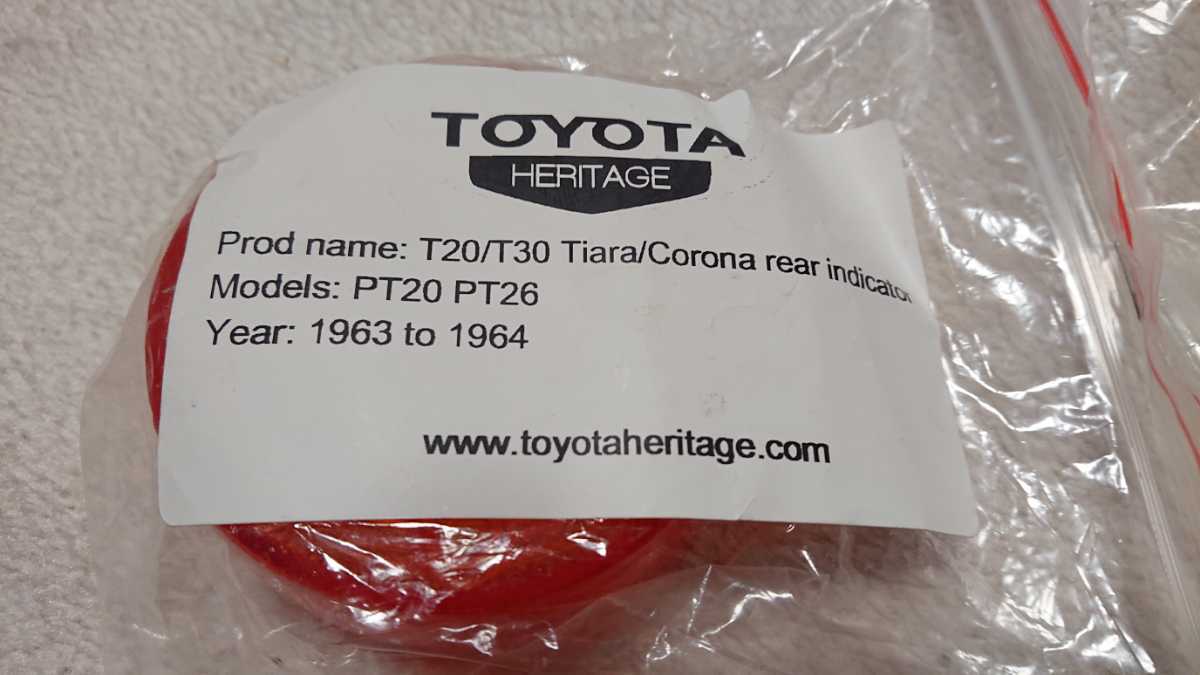 TOYOTA
HERITAGE
Prod name: T20/T30 Tiara/Corona rear indicator
Models: PT20 PT26
Year: 1963 to 1964
www.toyotaheritage.com